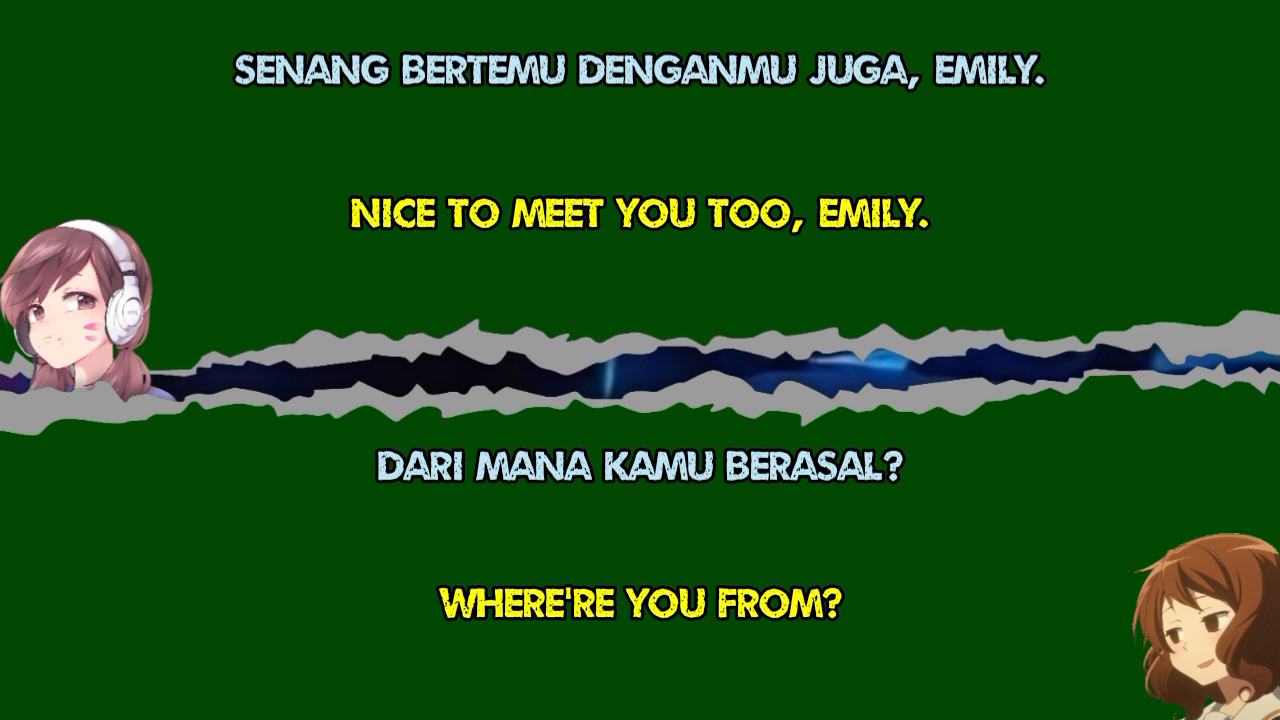 SENANG BERTEMU DENGANMU JUGA, EMILY.
NICE TO MEET YOU TOO, EMILY.
DARI MANA KAMU BERASAL?
WHERE'RE YOU FROM?